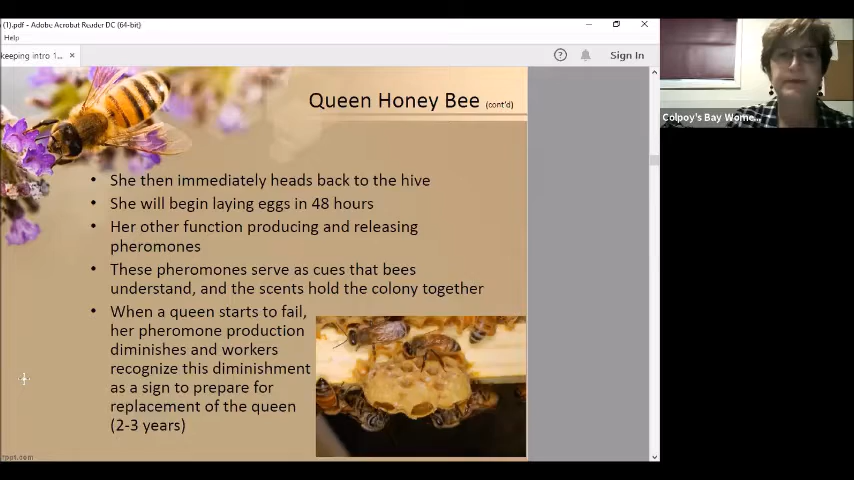 (1).pdf - Adobe Acrobat Reader DC (64-bit)
Help
keeping intro 1...
Sign In
Queen Honey Bee (cont'd)
• She then immediately heads back to the hive
• She will begin laying eggs in 48 hours
• Her other function producing and releasing
pheromones
• These pheromones serve as cues that bees
understand, and the scents hold the colony together
• When a queen starts to fail,
her pheromone production
diminishes and workers
recognize this diminishment
as a sign to prepare for
replacement of the queen
(2-3 years)
Colpoy's Bay Wome...